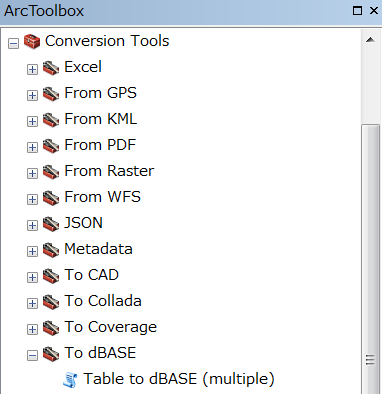 ArcToolbox
Conversion Tools
Excel
From GPS
From KML
From PDF
From Raster
From WFS
JSON
Metadata
To CAD
To Collada
To Coverage
To dBASE
Table to dBASE (multiple)